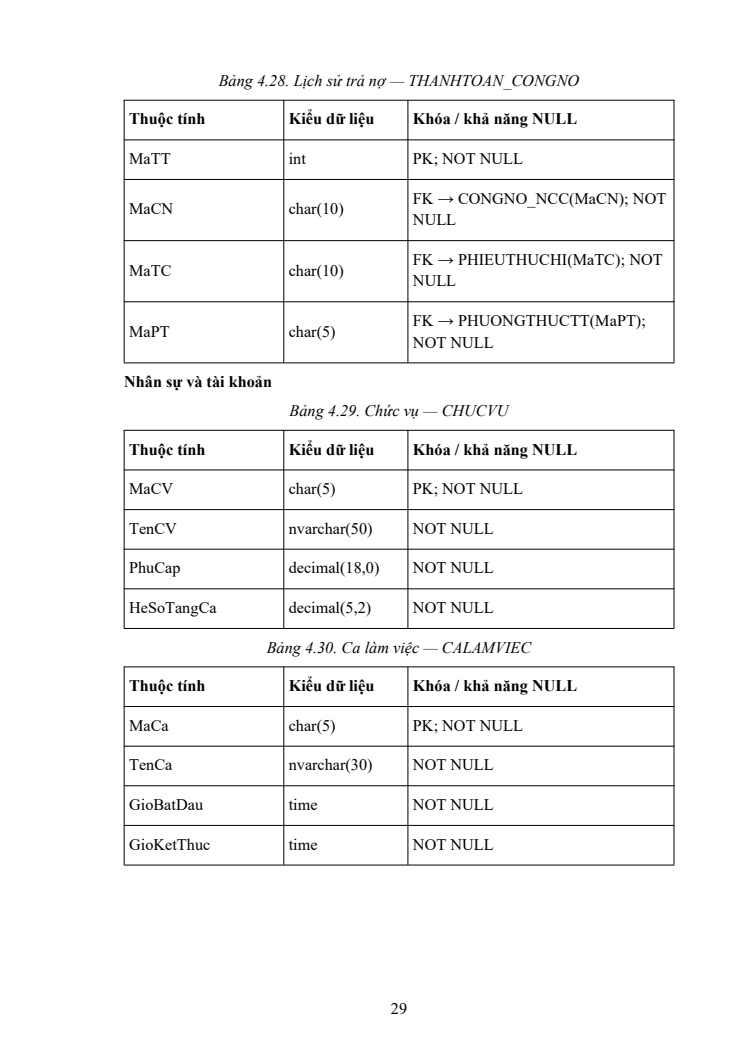 Bảng 4.28. Lịch sử trả nợ — THANHTOAN_CONGNO
Thuộc tính Kiểu dữ liệu Khóa / khả năng NULL
MaTT int PK; NOT NULL
MaCN char(10) FK → CONGNO_NCC(MaCN); NOT
NULL
MaTC char(10) FK → PHIEUTHUCHI(MaTC); NOT
NULL
MaPT char(5) FK → PHUONGTHUCTT(MaPT);
NOT NULL
Nhân sự và tài khoản
Bảng 4.29. Chức vụ — CHUCVU
Thuộc tính Kiểu dữ liệu Khóa / khả năng NULL
MaCV char(5) PK; NOT NULL
TenCV nvarchar(50) NOT NULL
PhuCap decimal(18,0) NOT NULL
HeSoTangCa decimal(5,2) NOT NULL
Bảng 4.30. Ca làm việc — CALAMVIEC
Thuộc tính Kiểu dữ liệu Khóa / khả năng NULL
MaCa char(5) PK; NOT NULL
TenCa nvarchar(30) NOT NULL
GioBatDau time NOT NULL
GioKetThuc time NOT NULL
29